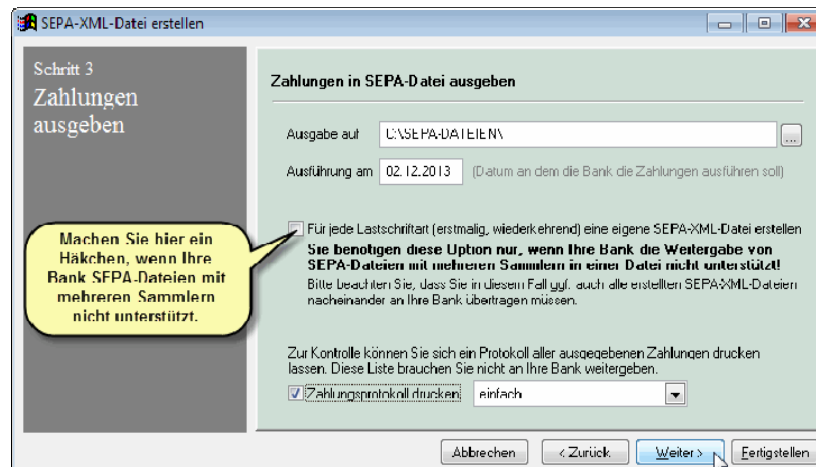 SEPA-XML-Datei erstellen
Schritt 3
Zahlungen
ausgeben
Zahlungen in SEPA-Datei ausgeben
Ausgabe auf C:\SEPA-DATEIEN\ ...
Ausführung am 02.12.2013 (Datum an dem die Bank die Zahlungen ausführen soll)
Machen Sie hier ein
Häkchen, wenn Ihre
Bank SEPA-Dateien mit
mehreren Sammlern
nicht unterstützt.
Für jede Lastschriftart (erstmalig, wiederkehrend) eine eigene SEPA-XML-Datei erstellen
Sie benötigen diese Option nur, wenn Ihre Bank die Weitergabe von
SEPA-Dateien mit mehreren Sammlern in einer Datei nicht unterstützt!
Bitte beachten Sie, dass Sie in diesem Fall ggf. auch alle erstellten SEPA-XML-Dateien
nacheinander an Ihre Bank übertragen müssen.
Zur Kontrolle können Sie sich ein Protokoll aller ausgegebenen Zahlungen drucken
lassen. Diese Liste brauchen Sie nicht an Ihre Bank weitergeben.
Zahlungsprotokoll drucken einfach
Abbrechen < Zurück Weiter > Fertigstellen